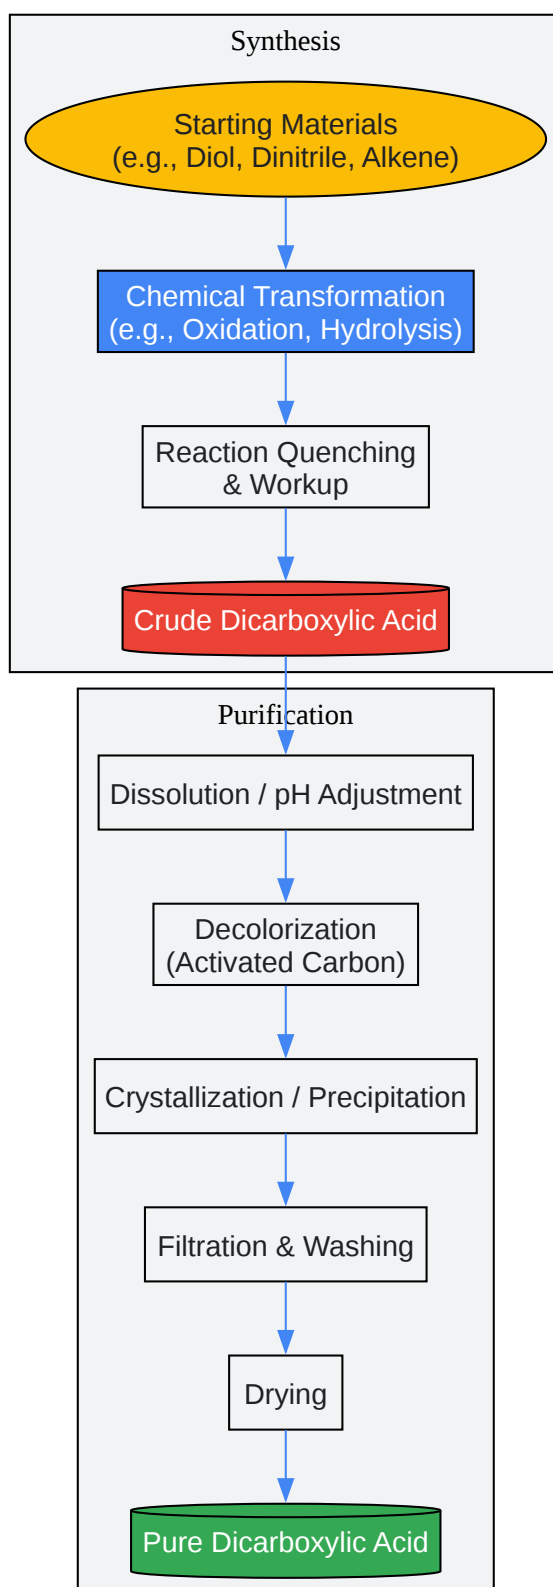 Synthesis
Starting Materials
(e.g., Diol, Dinitrile, Alkene)
Chemical Transformation
(e.g., Oxidation, Hydrolysis)
Reaction Quenching
& Workup
Crude Dicarboxylic Acid
Purification
Dissolution / pH Adjustment
Decolorization
(Activated Carbon)
Crystallization / Precipitation
Filtration & Washing
Drying
Pure Dicarboxylic Acid